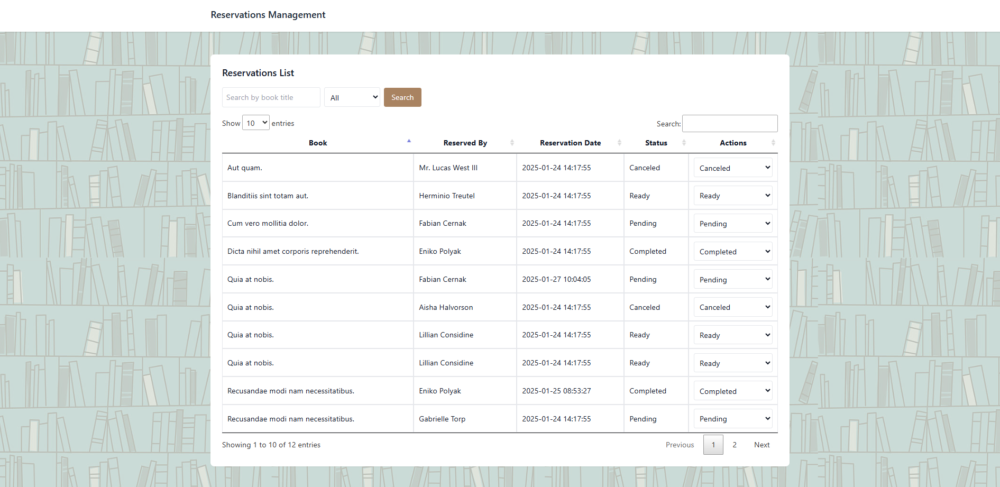 Reservations Management
Reservations List
Search by book title All Search
Show 10 entries Search:
Book Reserved By Reservation Date Status Actions
Aut quam. Mr. Lucas West III 2025-01-24 14:17:55 Canceled Canceled
Blanditiis sint totam aut. Herminio Treutel 2025-01-24 14:17:55 Ready Ready
Cum vero mollitia dolor. Fabian Cernak 2025-01-24 14:17:55 Pending Pending
Dicta nihil amet corporis reprehenderit. Eniko Polyak 2025-01-24 14:17:55 Completed Completed
Quia at nobis. Fabian Cernak 2025-01-27 10:04:05 Pending Pending
Quia at nobis. Aisha Halvorson 2025-01-24 14:17:55 Canceled Canceled
Quia at nobis. Lillian Considine 2025-01-24 14:17:55 Ready Ready
Quia at nobis. Lillian Considine 2025-01-24 14:17:55 Ready Ready
Recusandae modi nam necessitatibus. Eniko Polyak 2025-01-25 08:53:27 Completed Completed
Recusandae modi nam necessitatibus. Gabrielle Torp 2025-01-24 14:17:55 Pending Pending
Showing 1 to 10 of 12 entries Previous 1 2 Next